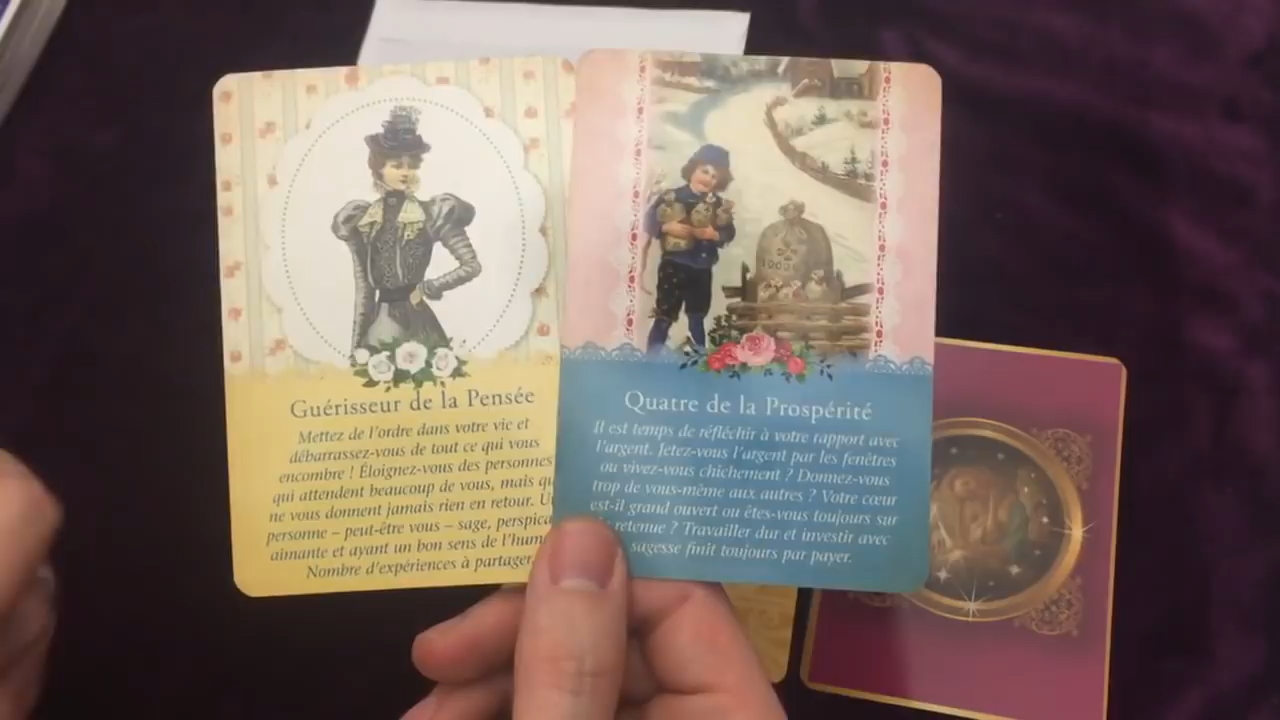 Guérisseur de la Pensée
Mettez de l'ordre dans votre vie et
débarrassez-vous de tout ce qui vous
encombre ! Éloignez-vous des personnes
qui attendent beaucoup de vous, mais
ne vous donnent jamais rien en retour.
personne – peut-être vous – sage,
aimante et ayant un bon sens de
Nombre d'expériences à partager
1000
Quatre de la Prospérité
Il est temps de réfléchir à votre rapport avec
l'argent. Jetez-vous l'argent par les fenêtres
ou vivez-vous chichement ? Donnez-vous
trop de vous-même aux autres ? Votre cœur
est-il grand ouvert ou êtes-vous toujours sur
retenue ? Travailler dur et investir avec
sagesse finit toujours par payer.